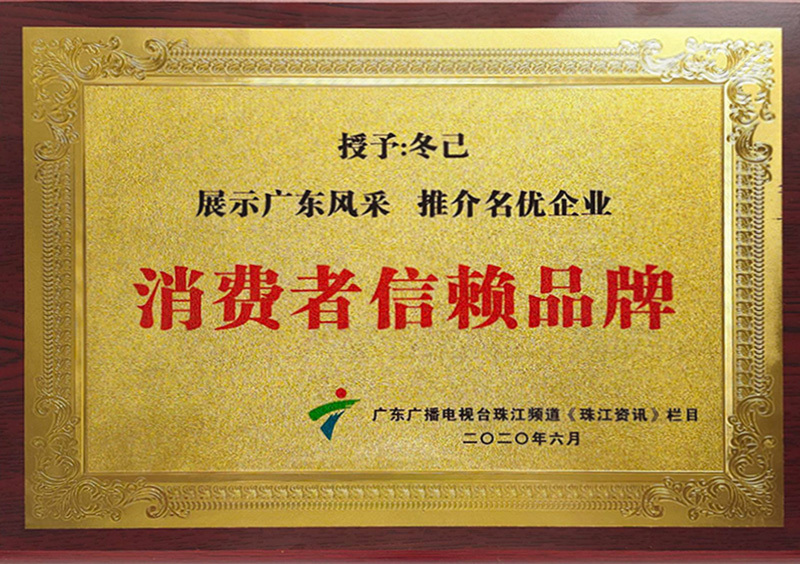 授予:冬己
展示广东风采 推介名优企业
消费者信赖品牌
广东广播电视台珠江频道《珠江资讯》栏目
二〇二〇年六月